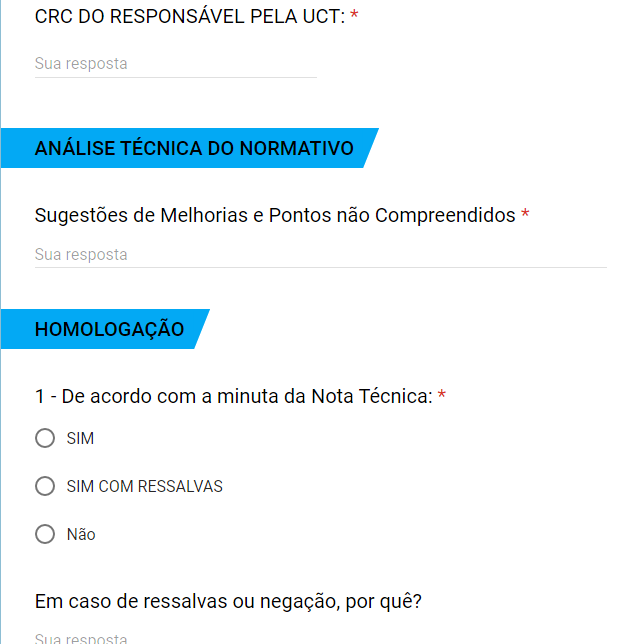 CRC DO RESPONSÁVEL PELA UCT: *
Sua resposta
ANÁLISE TÉCNICA DO NORMATIVO
Sugestões de Melhorias e Pontos não Compreendidos *
Sua resposta
HOMOLOGAÇÃO
1 - De acordo com a minuta da Nota Técnica: *
SIM
SIM COM RESSALVAS
Não
Em caso de ressalvas ou negação, por quê?
Sua resposta